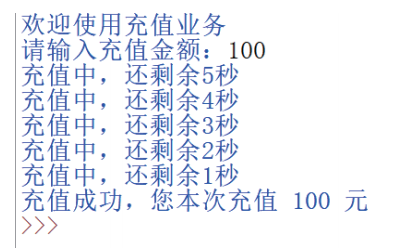 欢迎使用充值业务
请输入充值金额：100
充值中，还剩余5秒
充值中，还剩余4秒
充值中，还剩余3秒
充值中，还剩余2秒
充值中，还剩余1秒
充值成功，您本次充值 100 元
>>>